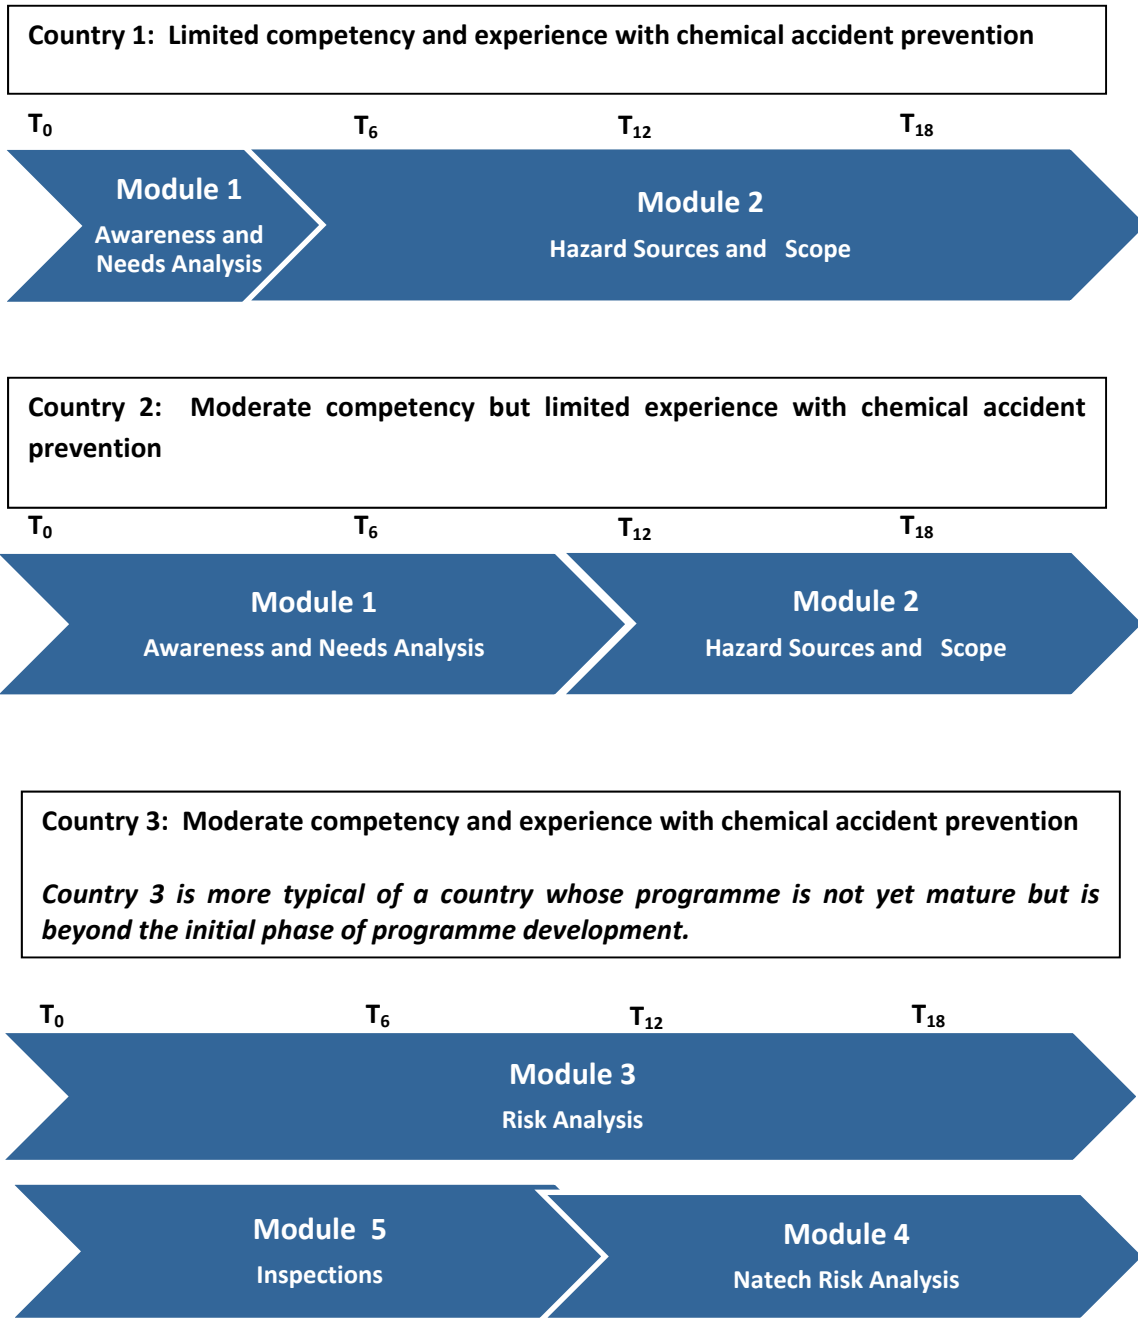 Country 1: Limited competency and experience with chemical accident prevention
T0 T6 T12 T18
Module 1
Awareness and
Needs Analysis
Module 2
Hazard Sources and Scope
Country 2: Moderate competency but limited experience with chemical accident
prevention
T0 T6 T12 T18
Module 1
Awareness and Needs Analysis
Module 2
Hazard Sources and Scope
Country 3: Moderate competency and experience with chemical accident prevention
Country 3 is more typical of a country whose programme is not yet mature but is
beyond the initial phase of programme development.
T0 T6 T12 T18
Module 3
Risk Analysis
Module 5
Inspections
Module 4
Natech Risk Analysis